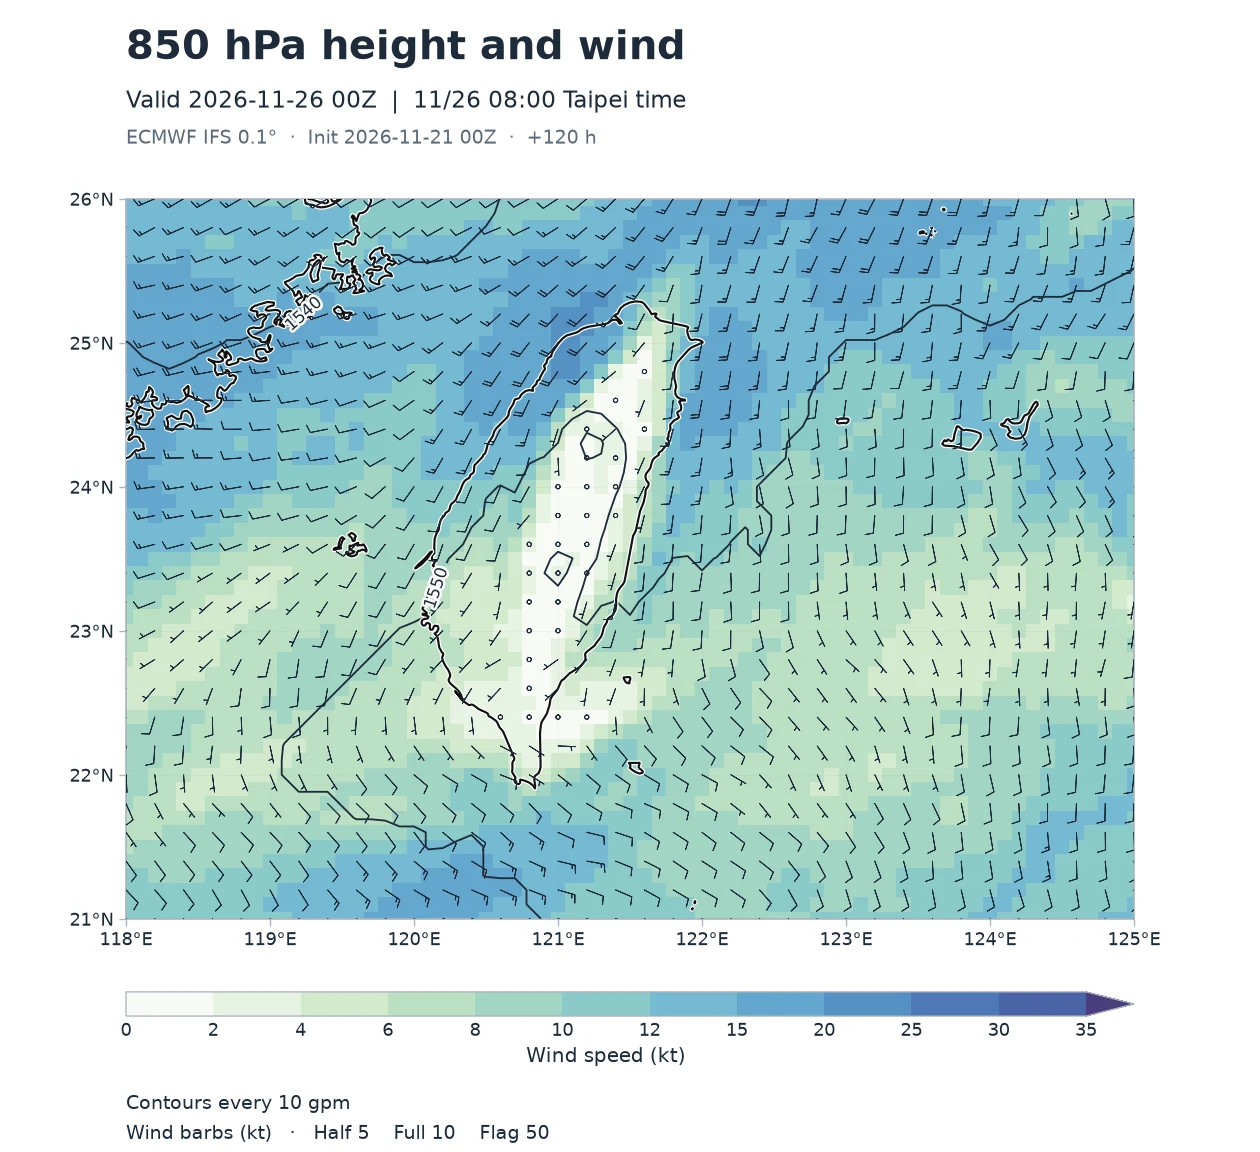 850 hPa height and wind
Valid 2026-11-26 00Z | 11/26 08:00 Taipei time
ECMWF IFS 0.1° · Init 2026-11-21 00Z · +120 h
26°N
25°N
24°N
23°N
22°N
21°N
1540
1550
118°E 119°E 120°E 121°E 122°E 123°E 124°E 125°E
0 2 4 6 8 10 12 15 20 25 30 35
Wind speed (kt)
Contours every 10 gpm
Wind barbs (kt) · Half 5 Full 10 Flag 50